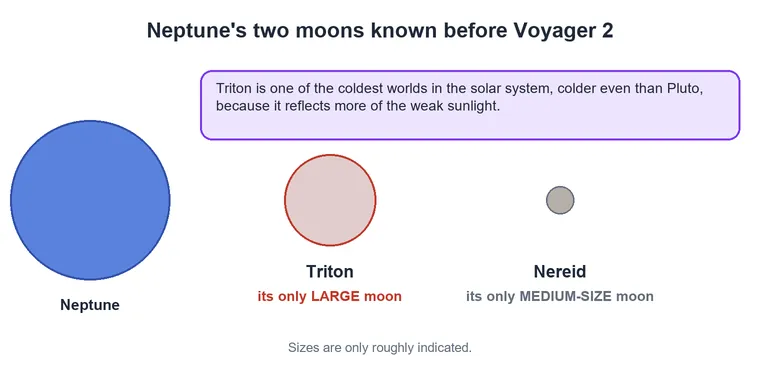 Neptune's two moons known before Voyager 2
Triton is one of the coldest worlds in the solar system, colder even than Pluto,
because it reflects more of the weak sunlight.
Triton
Nereid
its only LARGE moon
its only MEDIUM-SIZE moon
Neptune
Sizes are only roughly indicated.